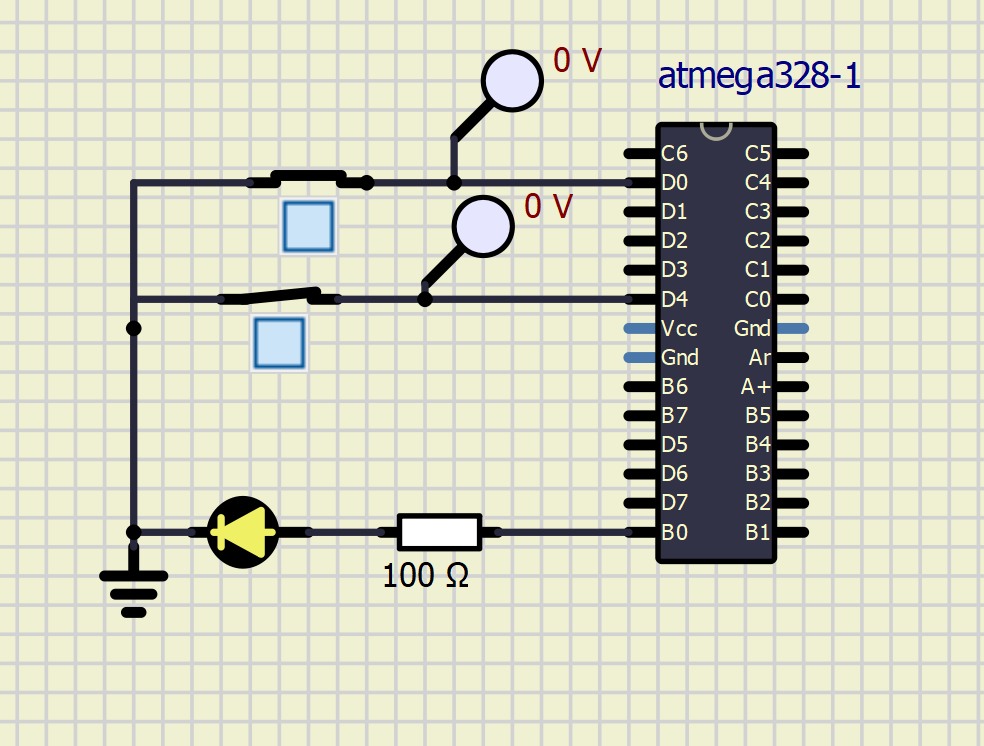 0 V
atmega328-1
0 V
C6 C5
D0 C4
D1 C3
D2 C2
D3 C1
D4 C0
Vcc Gnd
Gnd Ar
B6 A+
B7 B5
D5 B4
D6 B3
D7 B2
B0 B1
100 Ω